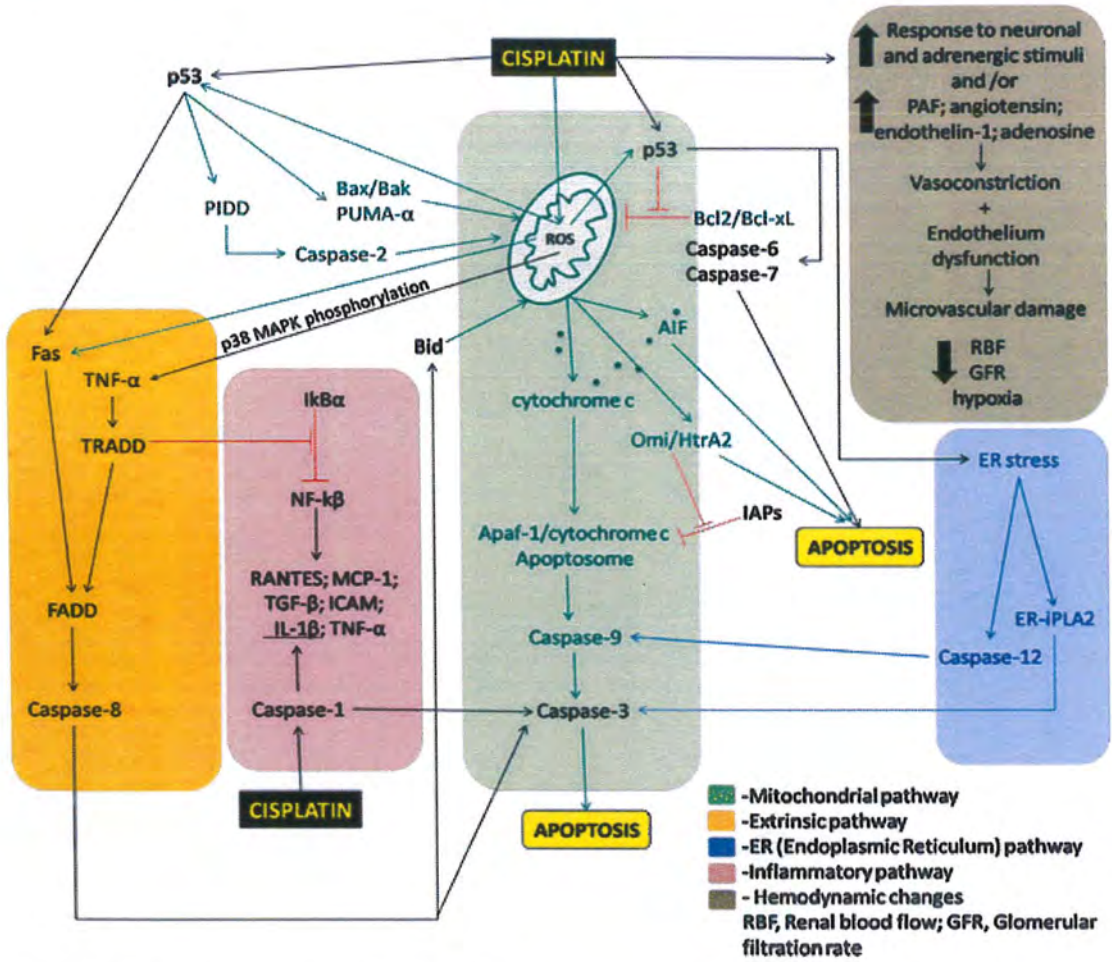 CISPLATIN
p53
PIDD
Bax/Bak
PUMA-α
Caspase-2
ROS
p53
Bcl2/Bcl-xL
Caspase-6
Caspase-7
Response to neuronal
and adrenergic stimuli
and /or
PAF; angiotensin;
endothelin-1; adenosine
Vasoconstriction
+
Endothelium
dysfunction
Microvascular damage
RBF
GFR
hypoxia
p38 MAPK phosphorylation
Fas
TNF-α
TRADD
FADD
Caspase-8
Bid
IkBα
NF-kβ
RANTES; MCP-1;
TGF-β; ICAM;
IL-1β; TNF-α
Caspase-1
CISPLATIN
AIF
cytochrome c
Omi/HtrA2
IAPs
Apaf-1/cytochrome c
Apoptosome
Caspase-9
Caspase-3
APOPTOSIS
APOPTOSIS
ER stress
ER-iPLA2
Caspase-12
-Mitochondrial pathway
-Extrinsic pathway
-ER (Endoplasmic Reticulum) pathway
-Inflammatory pathway
- Hemodynamic changes
RBF, Renal blood flow; GFR, Glomerular
filtration rate